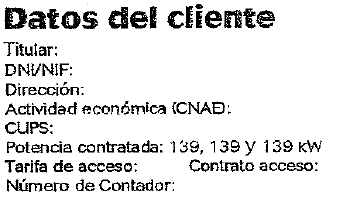 Datos del cliente
Titular:
DNI/NIF:
Dirección:
Actividad económica (CNAE):
CUPS:
Potencia contratada: 139, 139 y 139 kW
Tarifa de acceso: Contrato acceso:
Número de Contador: